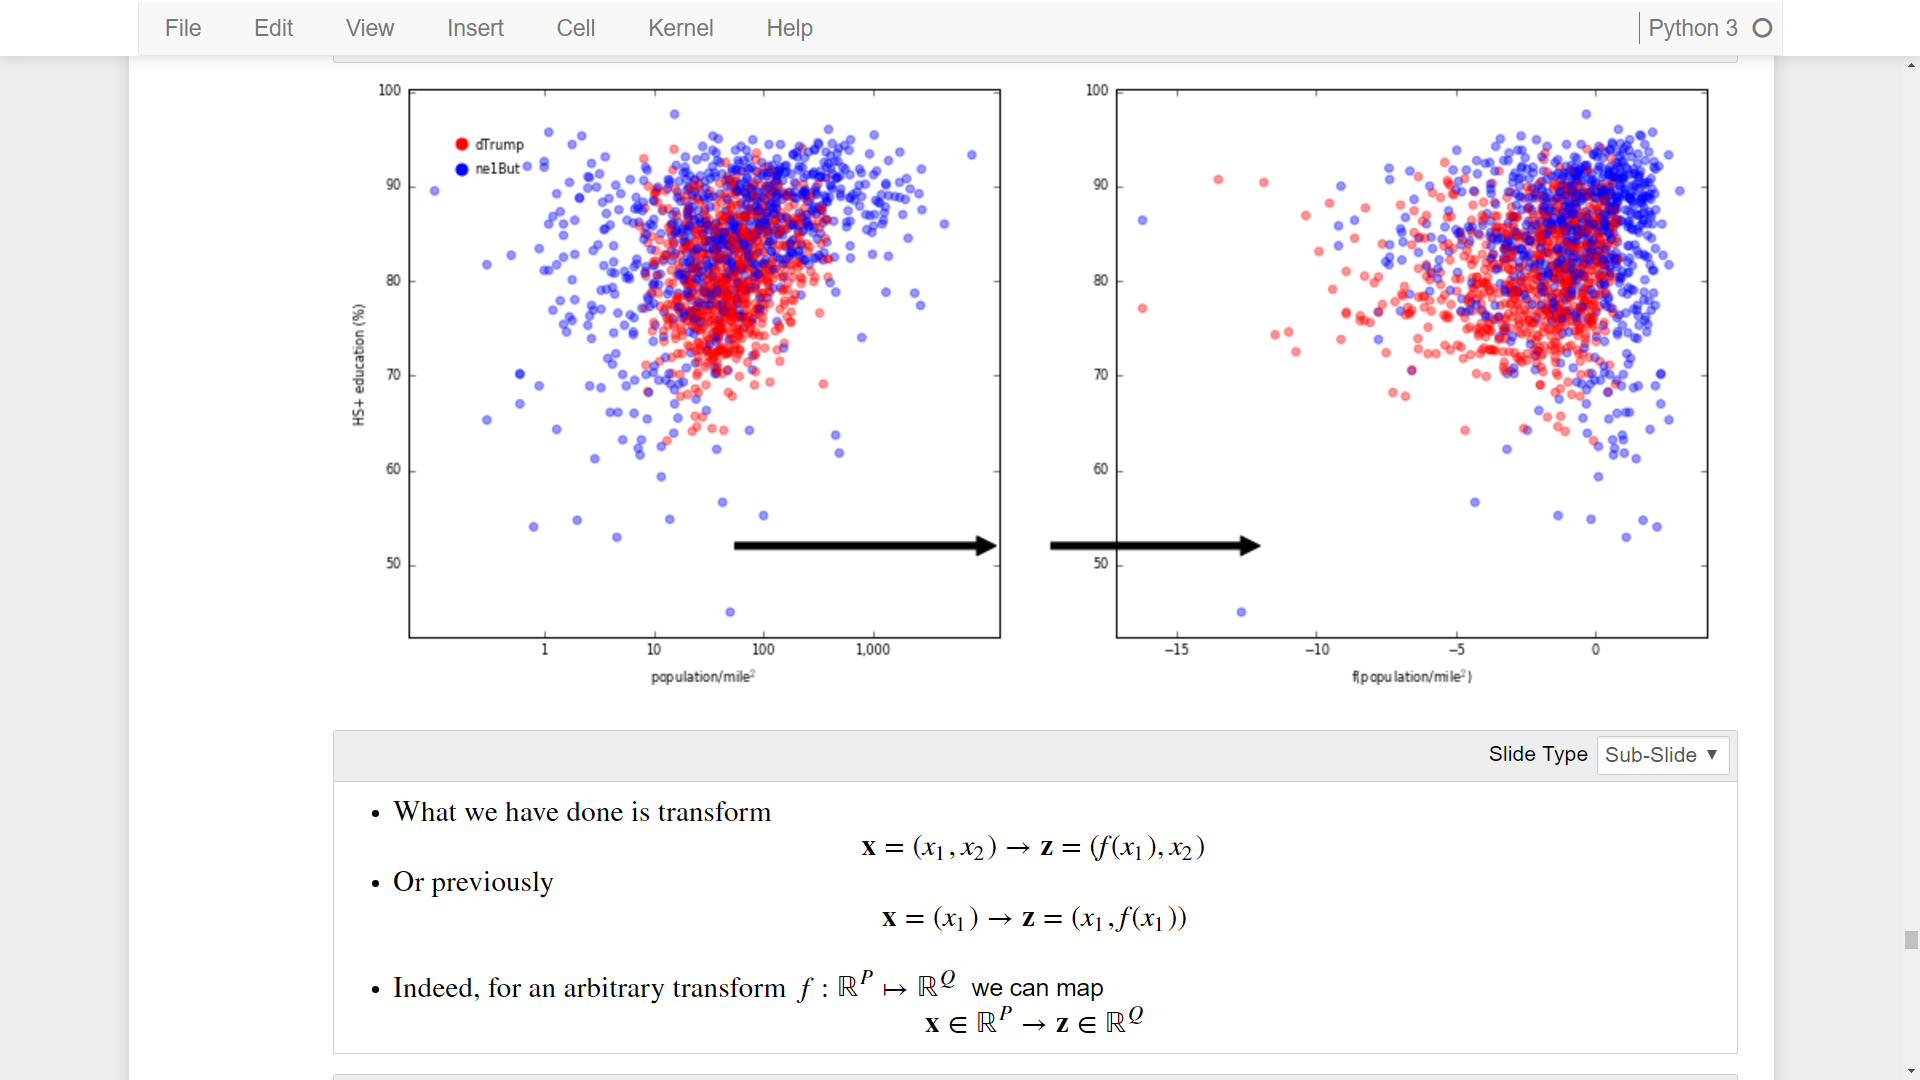 File Edit View Insert Cell Kernel Help Python 3
100 100
dTrump
ne1But
90 90
80 80
HS+ education (%)
70 70
60 60
50 50
1 10 100 1,000 −15 −10 −5 0
population/mile² f(population/mile²)
Slide Type Sub-Slide
• What we have done is transform
x = (x₁, x₂) → z = (f(x₁), x₂)
• Or previously
x = (x₁) → z = (x₁, f(x₁))
• Indeed, for an arbitrary transform f : ℝᴾ ↦ ℝ^Q we can map
x ∈ ℝᴾ → z ∈ ℝ^Q